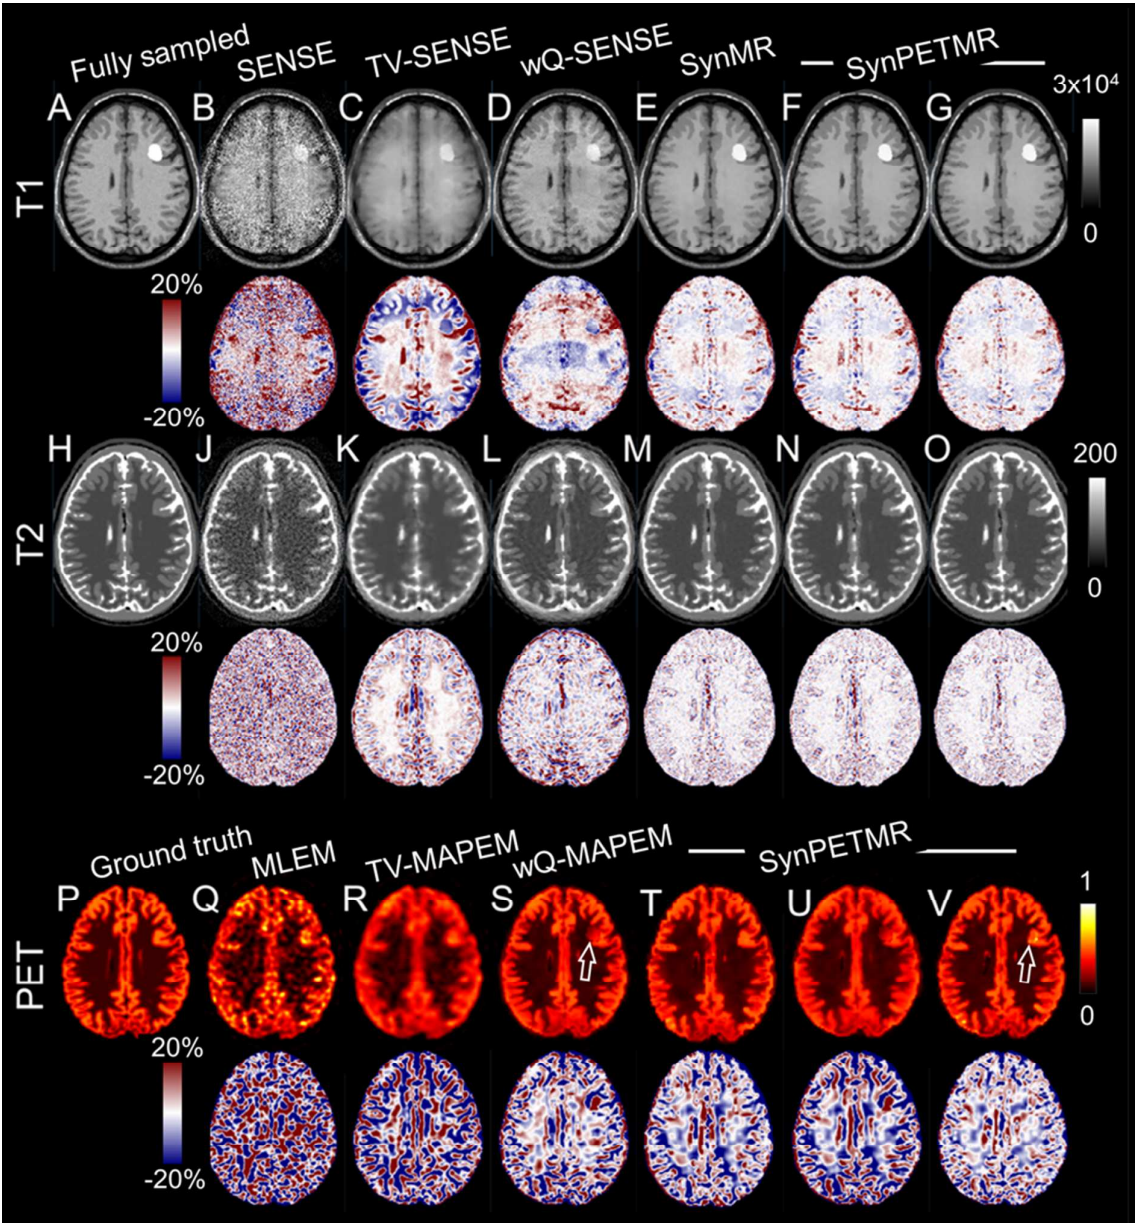 Fully sampled SENSE TV-SENSE wQ-SENSE SynMR SynPETMR
3x10⁴
A B C D E F G
T1
0
20%
-20%
H J K L M N O
200
T2
0
20%
-20%
Ground truth MLEM TV-MAPEM wQ-MAPEM SynPETMR
P Q R S T U V
1
PET
0
20%
-20%